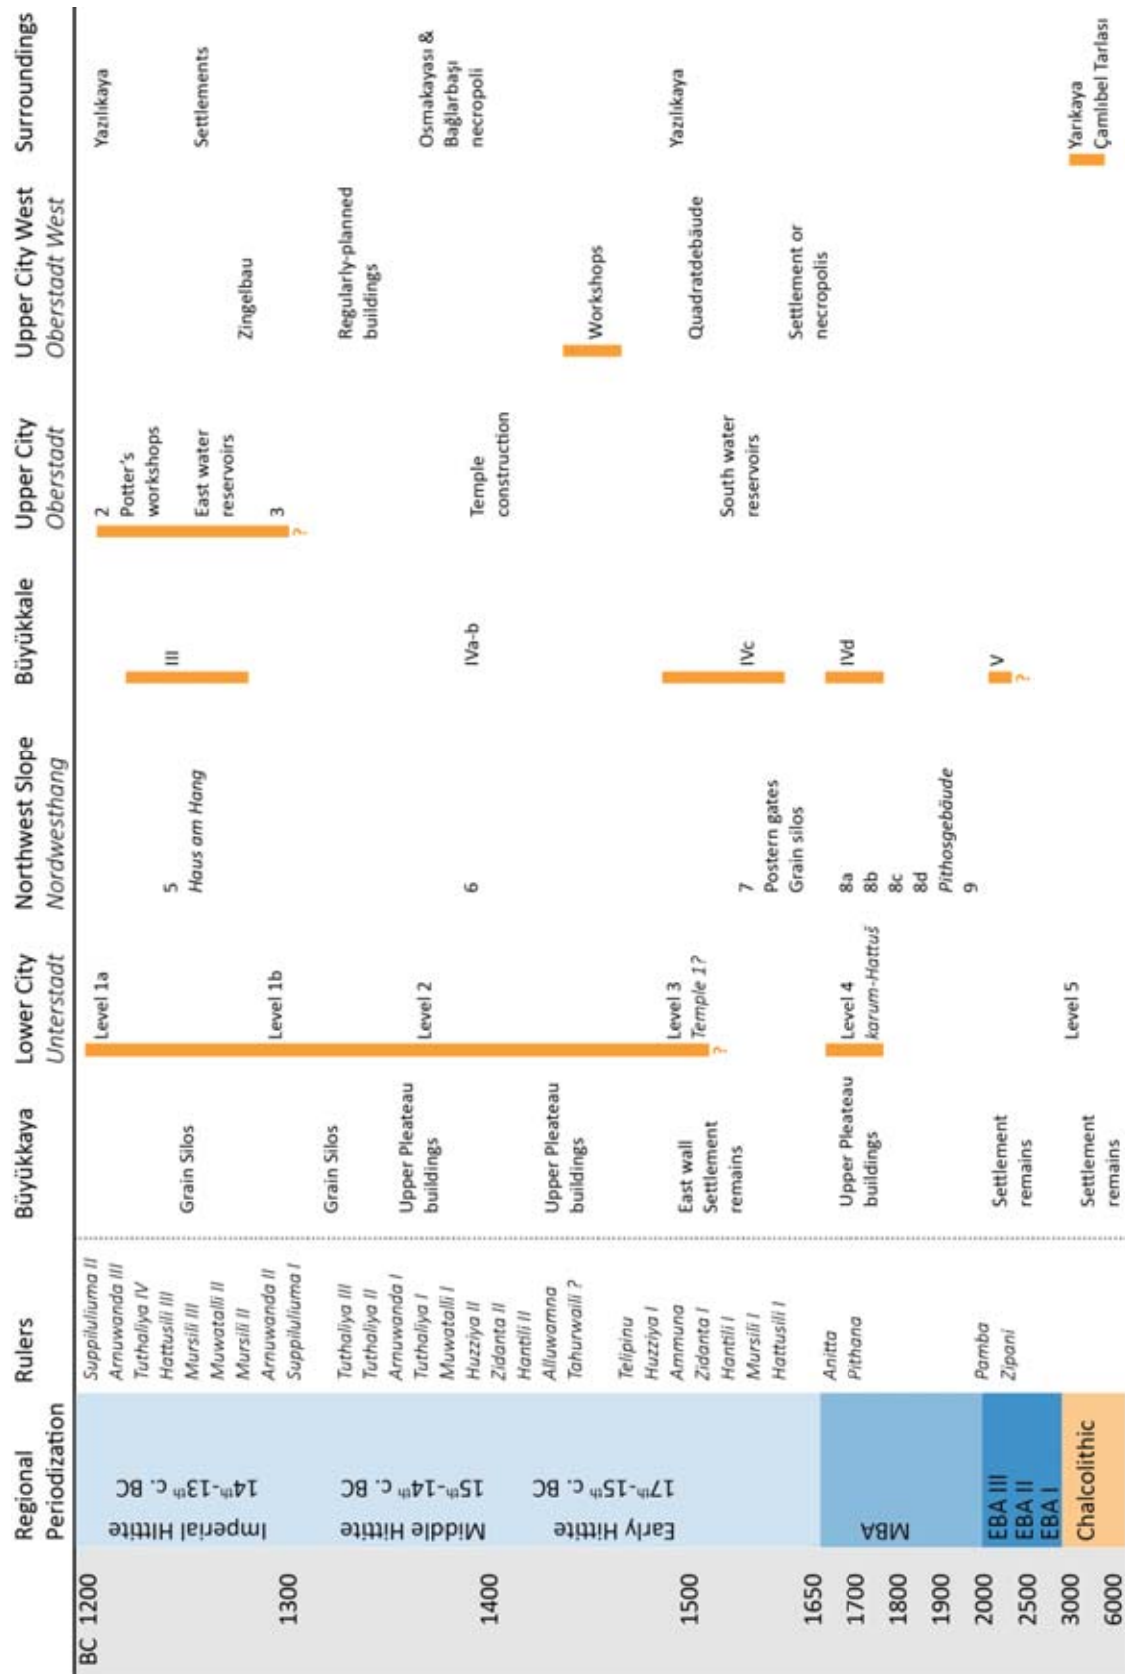 Regional
Periodization
Rulers
Büyükkaya
Lower City
Unterstadt
Northwest Slope
Nordwesthang
Büyükkale
Upper City
Oberstadt
Upper City West
Oberstadt West
Surroundings
BC 1200
1300
1400
1500
1650
1700
1800
1900
2000
2500
3000
6000
Imperial Hittite
14th-13th c. BC
Middle Hittite
15th-14th c. BC
Early Hittite
17th-15th c. BC
MBA
EBA III
EBA II
EBA I
Chalcolithic
Suppiluliuma II
Arnuwanda III
Tuthaliya IV
Hattusili III
Mursili III
Muwatalli II
Mursili II
Arnuwanda II
Suppiluliuma I
Tuthaliya III
Tuthaliya II
Arnuwanda I
Tuthaliya I
Muwatalli I
Huzziya II
Zidanta II
Hantili II
Alluwamna
Tahurwaili ?
Telipinu
Huzziya I
Ammuna
Zidanta I
Hantili I
Mursili I
Hattusili I
Anitta
Pithana
Pamba
Zipani
Grain Silos
Grain Silos
Upper Pleateau
buildings
Upper Pleateau
buildings
East wall
Settlement
remains
Upper Pleateau
buildings
Settlement
remains
Settlement
remains
Level 1a
Level 1b
Level 2
Level 3
Temple 1?
?
Level 4
karum-Hattuš
Level 5
5
Haus am Hang
6
7
Postern gates
Grain silos
8a
8b
8c
8d
Pithosgebäude
9
III
IVa-b
IVc
IVd
V
?
2
Potter's
workshops
East water
reservoirs
3
?
Temple
construction
South water
reservoirs
Zingelbau
Regularly-planned
buildings
Workshops
Quadratdebäude
Settlement or
necropolis
Yazılıkaya
Settlements
Osmakayası &
Bağlarbaşı
necropoli
Yazılıkaya
Yarıkaya
Çamlıbel Tarlası